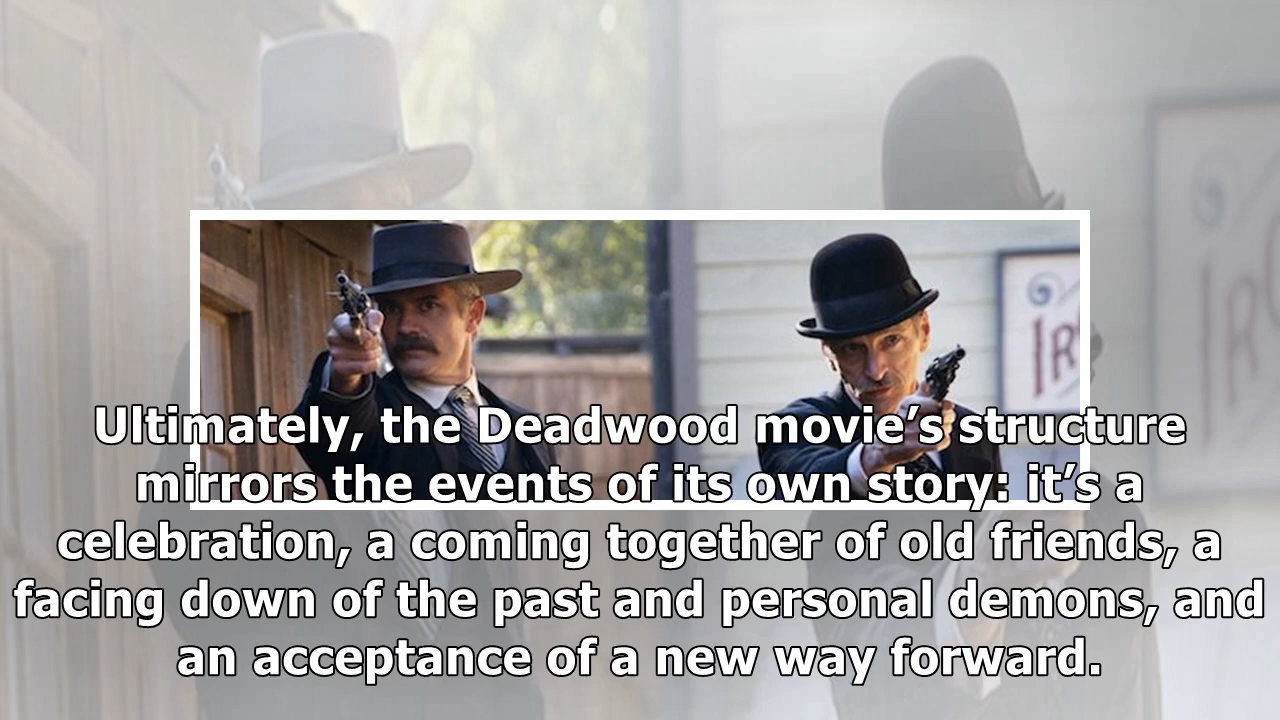 IR
Ultimately, the Deadwood movie’s structure
mirrors the events of its own story: it’s a
celebration, a coming together of old friends, a
facing down of the past and personal demons, and
an acceptance of a new way forward.